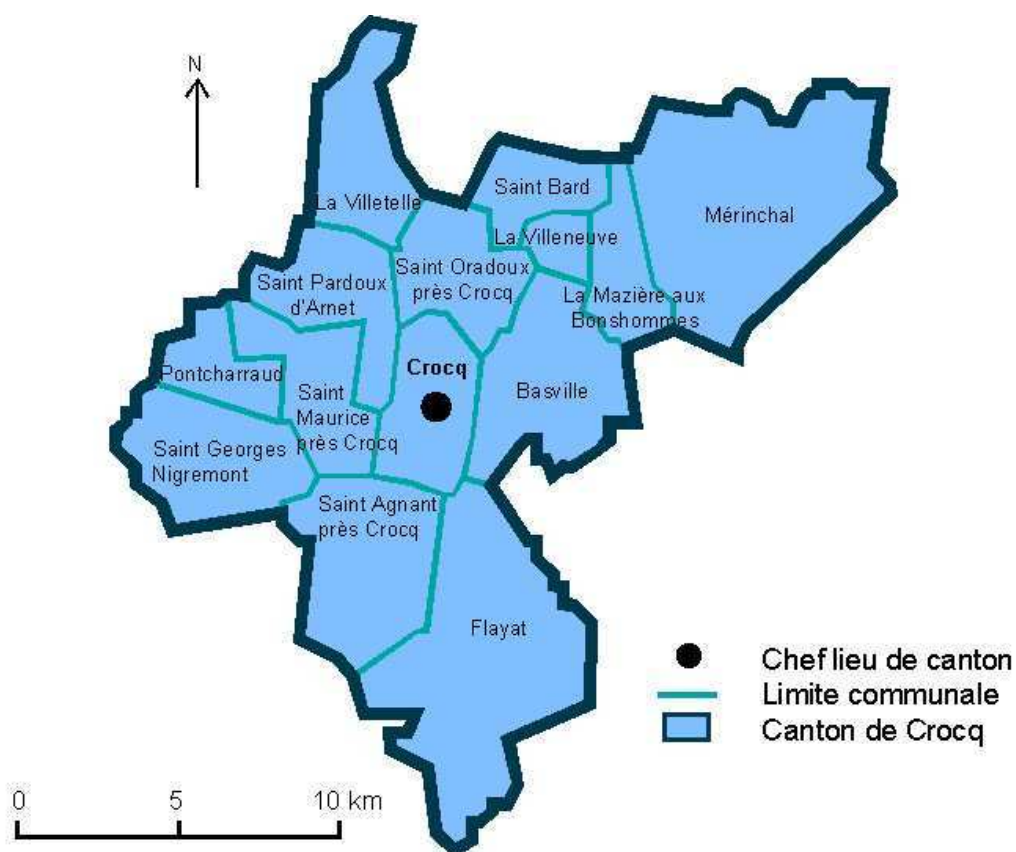 N
La Villetelle
Saint Bard
Mérinchal
La Villeneuve
Saint Oradoux
près Crocq
Saint Pardoux
d'Arnet
La Mazière aux
Bonshommes
Pontcharraud
Crocq
Basville
Saint
Maurice
près Crocq
Saint Georges
Nigremont
Saint Agnant
près Crocq
Flayat
Chef lieu de canton
Limite communale
Canton de Crocq
0 5 10 km